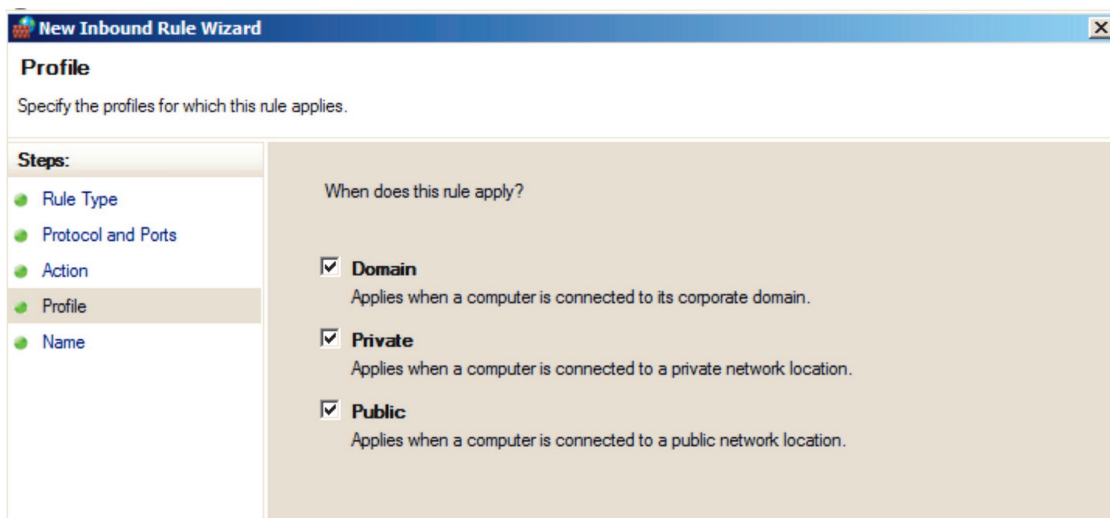 New Inbound Rule Wizard
Profile
Specify the profiles for which this rule applies.
Steps:
Rule Type
Protocol and Ports
Action
Profile
Name
When does this rule apply?
Domain
Applies when a computer is connected to its corporate domain.
Private
Applies when a computer is connected to a private network location.
Public
Applies when a computer is connected to a public network location.